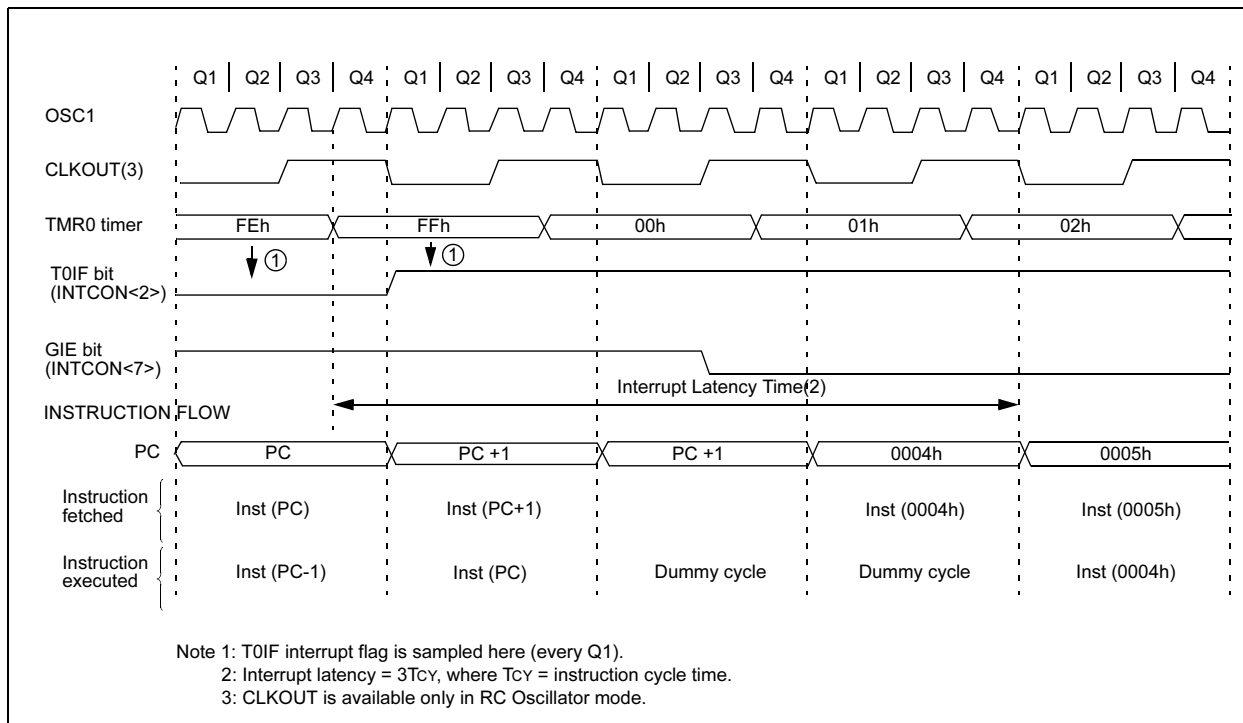 Q1 Q2 Q3 Q4 Q1 Q2 Q3 Q4 Q1 Q2 Q3 Q4 Q1 Q2 Q3 Q4 Q1 Q2 Q3 Q4
OSC1
CLKOUT(3)
TMR0 timer FEh FFh 00h 01h 02h
1 1
T0IF bit
(INTCON<2>)
GIE bit
(INTCON<7>)
Interrupt Latency Time(2)
INSTRUCTION FLOW
PC PC PC +1 PC +1 0004h 0005h
Instruction
fetched
Inst (PC) Inst (PC+1) Inst (0004h) Inst (0005h)
Instruction
executed
Inst (PC-1) Inst (PC) Dummy cycle Dummy cycle Inst (0004h)
Note 1: T0IF interrupt flag is sampled here (every Q1).
2: Interrupt latency = 3TCY, where TCY = instruction cycle time.
3: CLKOUT is available only in RC Oscillator mode.